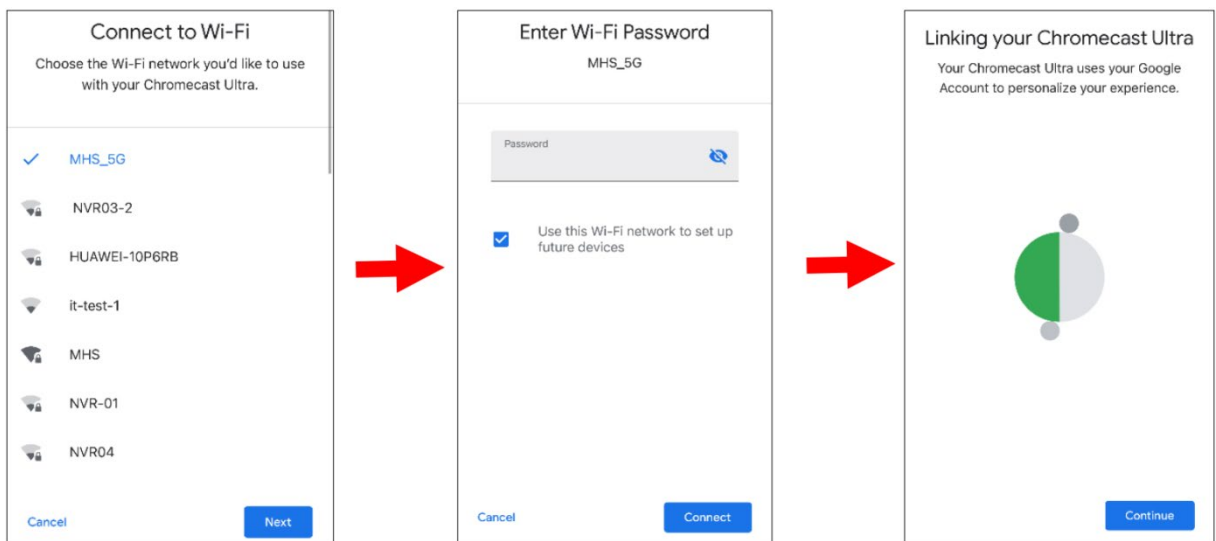 Connect to Wi-Fi
Choose the Wi-Fi network you'd like to use
with your Chromecast Ultra.
MHS_5G
NVR03-2
HUAWEI-10P6RB
it-test-1
MHS
NVR-01
NVR04
Cancel
Next
Enter Wi-Fi Password
MHS_5G
Password
Use this Wi-Fi network to set up
future devices
Cancel
Connect
Linking your Chromecast Ultra
Your Chromecast Ultra uses your Google
Account to personalize your experience.
Continue